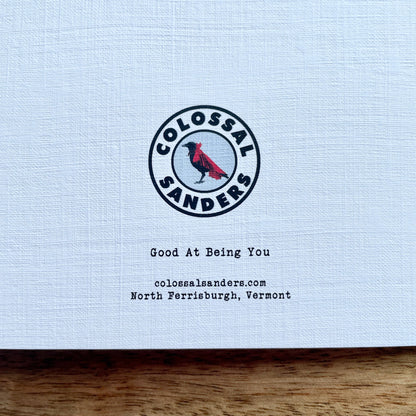 COLOSSAL
SANDERS
Good At Being You
colossalsanders.com
North Ferrisburgh, Vermont